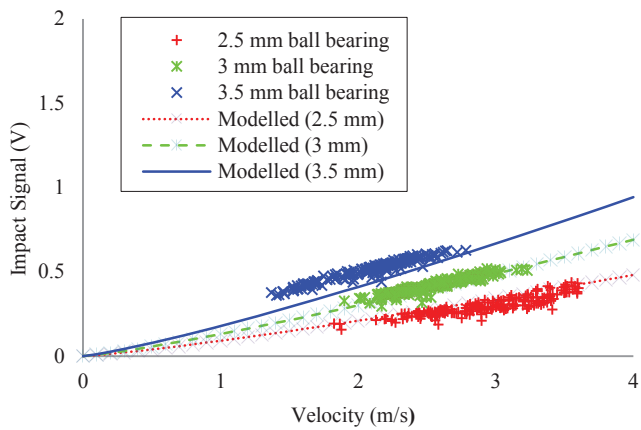 2
1.5
1
0.5
0
0
1
2
3
4
Impact Signal (V)
Velocity (m/s)
2.5 mm ball bearing
3 mm ball bearing
3.5 mm ball bearing
Modelled (2.5 mm)
Modelled (3 mm)
Modelled (3.5 mm)